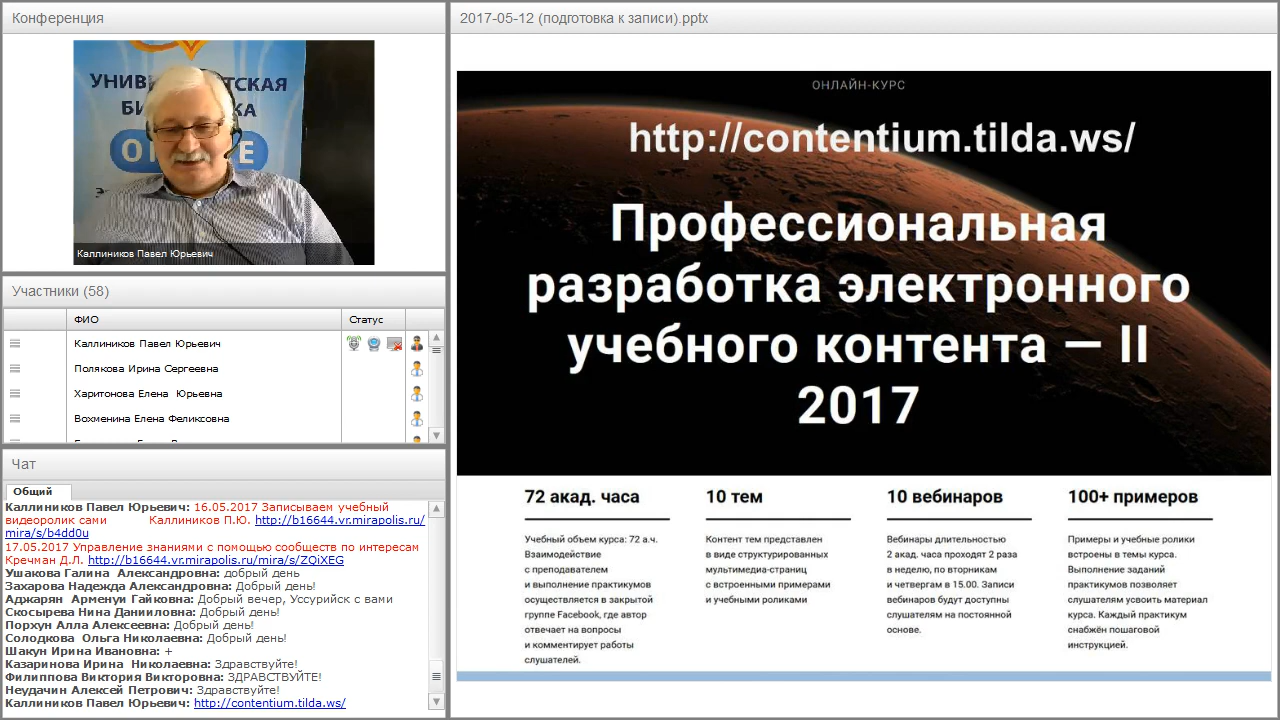 Конференция
УНИВ
ТСКАЯ
БИ
КА
Каллиников Павел Юрьевич
Участники (58)
ФИО
Статус
Каллиников Павел Юрьевич
Полякова Ирина Сергеевна
Харитонова Елена Юрьевна
Вохменина Елена Феликсовна
Чат
Общий
Каллиников Павел Юрьевич: 16.05.2017 Записываем учебный
видеоролик сами Каллиников П.Ю. http://b16644.vr.mirapolis.ru/
mira/s/b4dd0u
17.05.2017 Управление знаниями с помощью сообществ по интересам
Кречман Д.Л. http://b16644.vr.mirapolis.ru/mira/s/ZQiXEG
Ушакова Галина Александровна: добрый день
Захарова Надежда Александровна: Добрый день!
Аджарян Арменуи Гайковна: Добрый вечер, Уссурийск с вами
Скосырева Нина Данииловна: Добрый день!
Порхун Алла Алексеевна: Добрый день!
Солодкова Ольга Николаевна: Добрый день!
Шакун Ирина Ивановна: +
Казаринова Ирина Николаевна: Здравствуйте!
Филиппова Виктория Викторовна: ЗДРАВСТВУЙТЕ!
Неудачин Алексей Петрович: Здравствуйте!
Каллиников Павел Юрьевич: http://contentium.tilda.ws/
2017-05-12 (подготовка к записи).pptx
ОНЛАЙН-КУРС
http://contentium.tilda.ws/
Профессиональная
разработка электронного
учебного контента — II
2017
72 акад. часа
Учебный объем курса: 72 а.ч.
Взаимодействие
с преподавателем
и выполнение практикумов
осуществляется в закрытой
группе Facebook, где автор
отвечает на вопросы
и комментирует работы
слушателей.
10 тем
Контент тем представлен
в виде структурированных
мультимедиа-страниц
с встроенными примерами
и учебными роликами
10 вебинаров
Вебинары длительностью
2 акад. часа проходят 2 раза
в неделю, по вторникам
и четвергам в 15.00. Записи
вебинаров будут доступны
слушателям на постоянной
основе.
100+ примеров
Примеры и учебные ролики
встроены в темы курса.
Выполнение заданий
практикумов позволяет
слушателям усвоить материал
курса. Каждый практикум
снабжён пошаговой
инструкцией.